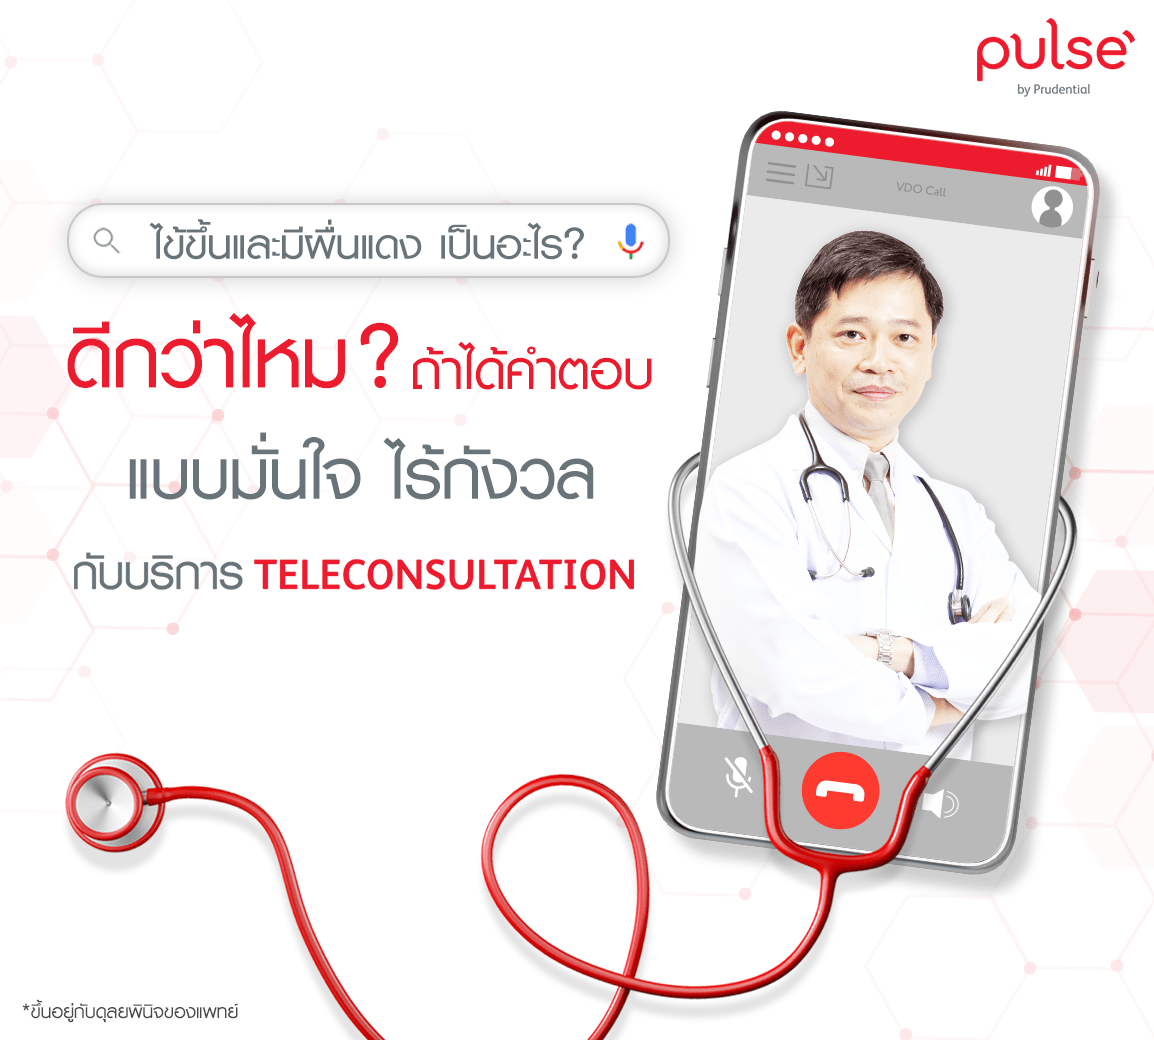 pulse
by Prudential
VDO Call
ไข้ขึ้นและมีผื่นแดง เป็นอะไร?
ดีกว่าไหม ? ถ้าได้คำตอบ
แบบมั่นใจ ไร้กังวล
กับบริการ TELECONSULTATION
*ขึ้นอยู่กับดุลยพินิจของแพทย์